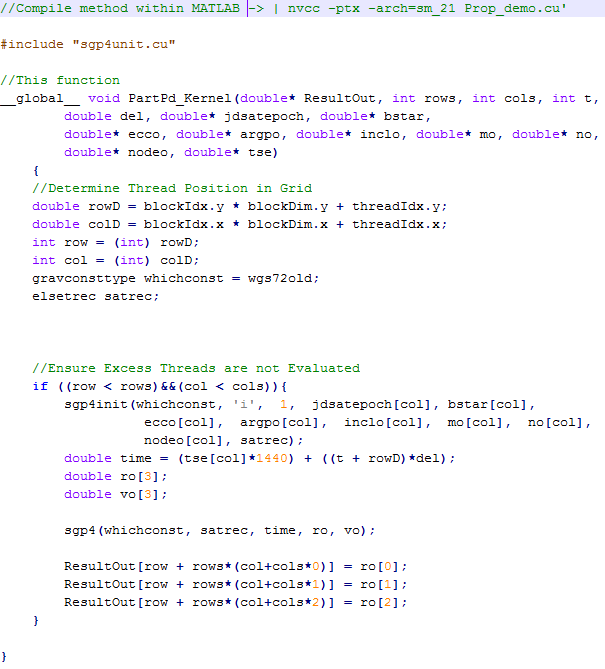 //Compile method within MATLAB -> | nvcc -ptx -arch=sm_21 Prop_demo.cu'
#include "sgp4unit.cu"
//This function
__global__ void PartPd_Kernel(double* ResultOut, int rows, int cols, int t,
double del, double* jdsatepoch, double* bstar,
double* ecco, double* argpo, double* inclo, double* mo, double* no,
double* nodeo, double* tse)
{
//Determine Thread Position in Grid
double rowD = blockIdx.y * blockDim.y + threadIdx.y;
double colD = blockIdx.x * blockDim.x + threadIdx.x;
int row = (int) rowD;
int col = (int) colD;
gravconsttype whichconst = wgs72old;
elsetrec satrec;
//Ensure Excess Threads are not Evaluated
if ((row < rows)&&(col < cols)){
sgp4init(whichconst, 'i', 1, jdsatepoch[col], bstar[col],
ecco[col], argpo[col], inclo[col], mo[col], no[col],
nodeo[col], satrec);
double time = (tse[col]*1440) + ((t + rowD)*del);
double ro[3];
double vo[3];
sgp4(whichconst, satrec, time, ro, vo);
ResultOut[row + rows*(col+cols*0)] = ro[0];
ResultOut[row + rows*(col+cols*1)] = ro[1];
ResultOut[row + rows*(col+cols*2)] = ro[2];
}
}